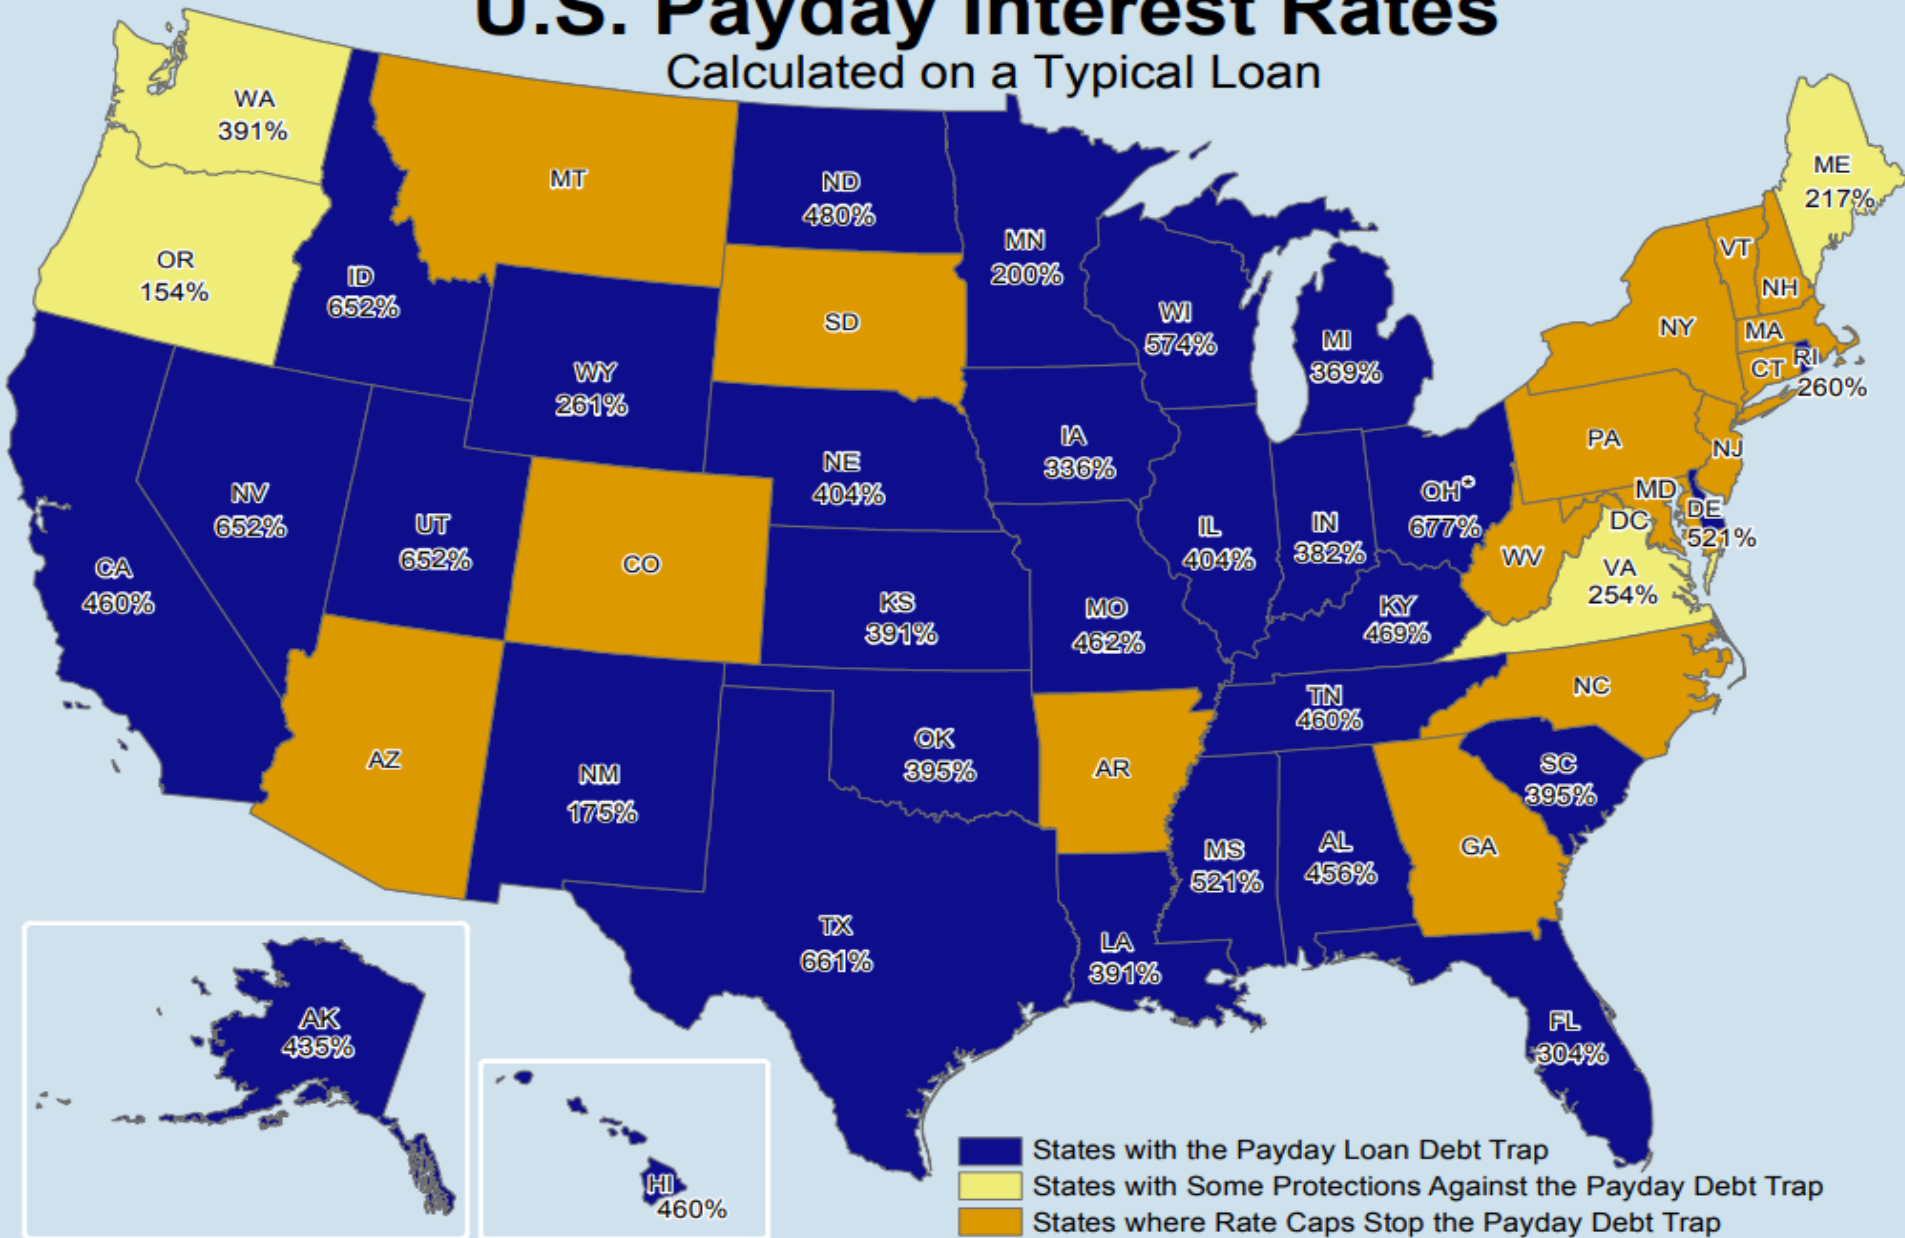 U.S. Payday Interest Rates
Calculated on a Typical Loan
WA
391%
OR
154%
ID
652%
MT
ND
480%
MN
200%
SD
WY
261%
WI
574%
MI
369%
ME
217%
VT
NH
NY
MA
CT
RI
260%
NV
652%
UT
652%
CA
460%
CO
NE
404%
IA
336%
KS
391%
MO
462%
IL
404%
IN
382%
OH*
677%
PA
NJ
MD
DE
521%
DC
WV
VA
254%
KY
469%
TN
460%
NC
SC
395%
AZ
NM
175%
OK
395%
AR
TX
661%
LA
391%
MS
521%
AL
456%
GA
FL
304%
AK
435%
HI
460%
States with the Payday Loan Debt Trap
States with Some Protections Against the Payday Debt Trap
States where Rate Caps Stop the Payday Debt Trap